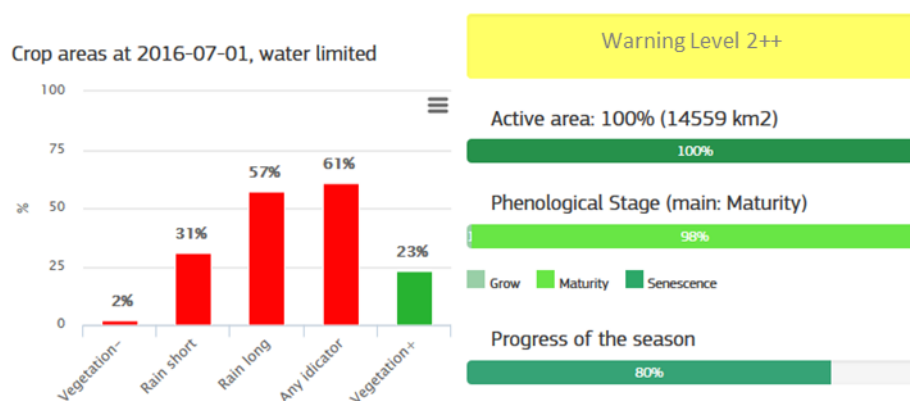 Crop areas at 2016-07-01, water limited
100
75
50
25
0
%
2%
31%
57%
61%
23%
Vegetation-
Rain short
Rain long
Any idicator
Vegetation+
Warning Level 2++
Active area: 100% (14559 km2)
100%
Phenological Stage (main: Maturity)
98%
Grow
Maturity
Senescence
Progress of the season
80%